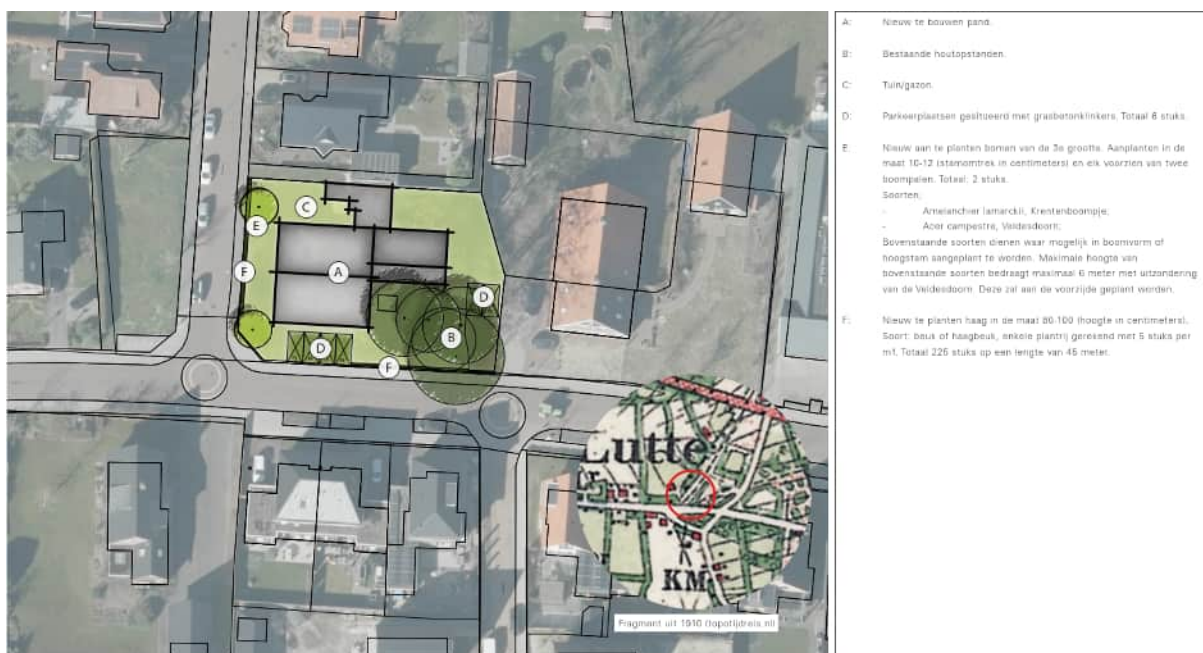 A: Nieuw te bouwen pand.
B: Bestaande houtopstanden.
C: Tuin/gazon.
D: Parkeerplaatsen gesitueerd met grasbetonklinkers. Totaal 6 stuks.
E: Nieuw aan te planten bomen van de 3e grootte. Aanplanten in de
maat 10-12 (stamomtrek in centimeters) en elk voorzien van twee
boompalen. Totaal: 2 stuks.
Soorten;
- Amelanchier lamarckii, Krentenboompje;
- Acer campestre, Veldesdoorn;
Bovenstaande soorten dienen waar mogelijk in boomvorm of
hoogstam aangeplant te worden. Maximale hoogte van
bovenstaande soorten bedraagt maximaal 6 meter met uitzondering
van de Veldesdoorn. Deze zal aan de voorzijde geplant worden.
F: Nieuw te planten haag in de maat 80-100 (hoogte in centimeters).
Soort: beuk of haagbeuk, enkele plantrij gerekend met 5 stuks per
m1. Totaal 225 stuks op een lengte van 45 meter.
C
E
F
A
D
B
D
F
Lutte
KM
Fragment uit 1910 (topotijdreis.nl)